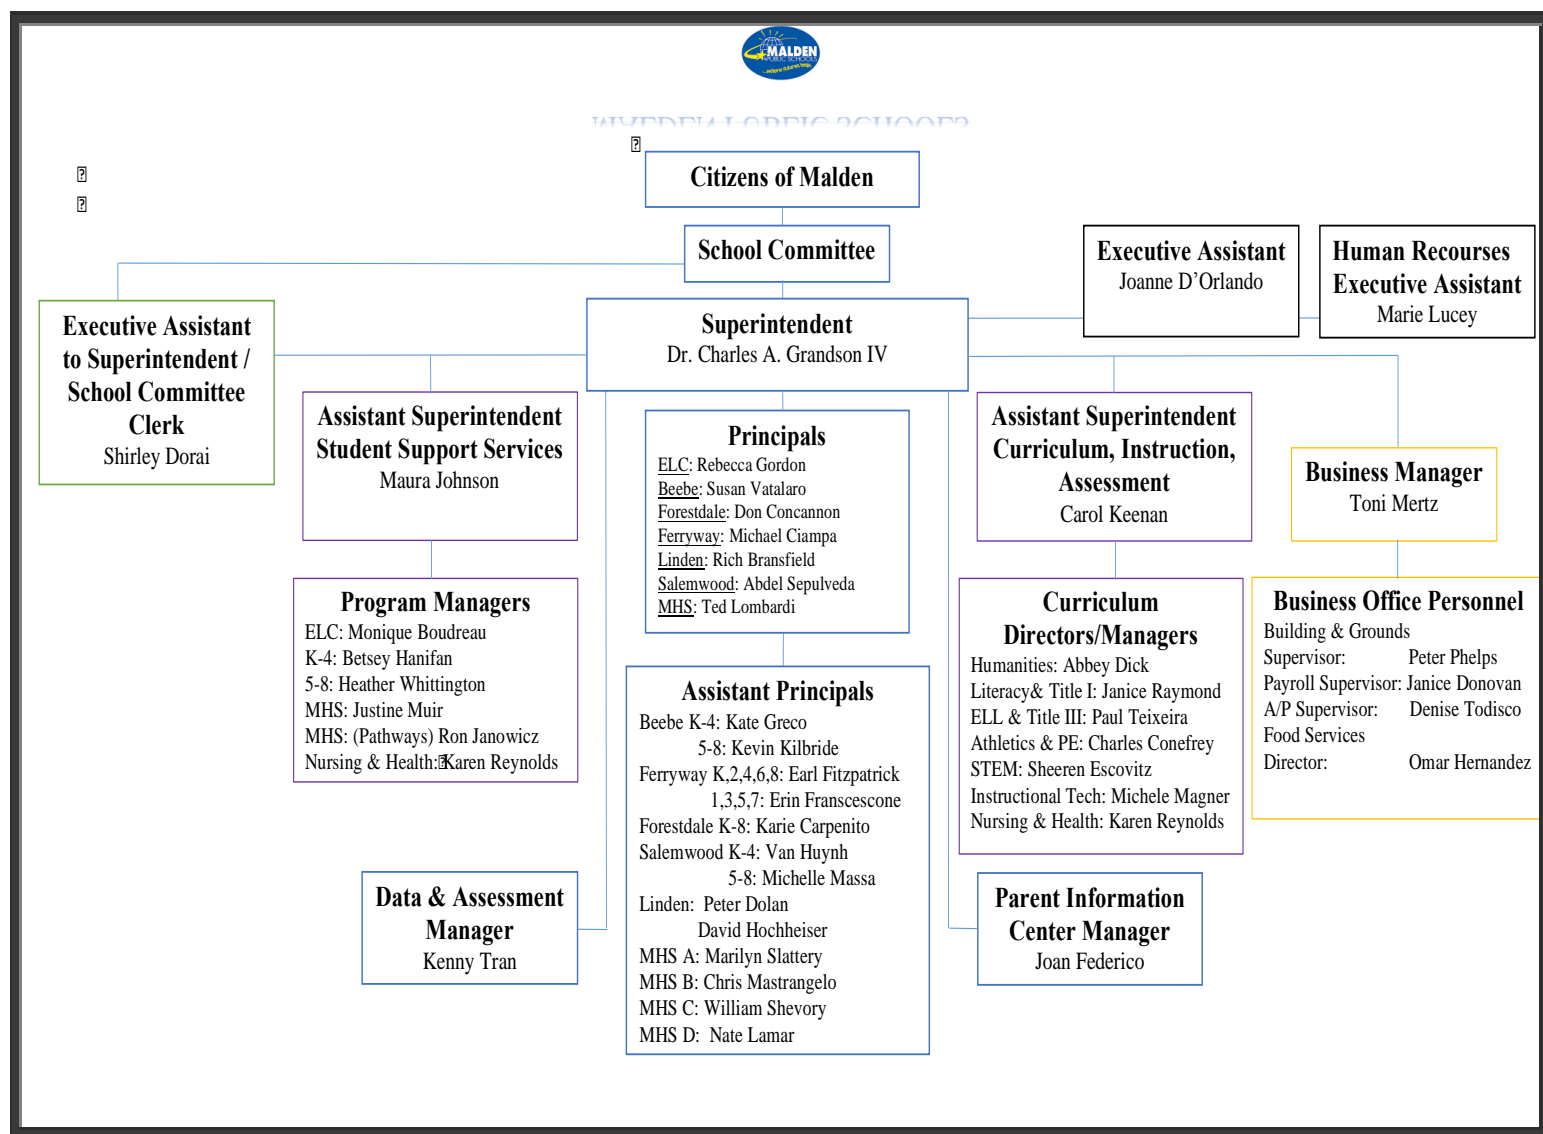 MALDEN
PUBLIC SCHOOLS
...where futures begin
MALDEN PUBLIC SCHOOLS
Citizens of Malden
School Committee
Executive Assistant
Joanne D’Orlando
Human Recourses
Executive Assistant
Marie Lucey
Executive Assistant
to Superintendent /
School Committee
Clerk
Shirley Dorai
Superintendent
Dr. Charles A. Grandson IV
Assistant Superintendent
Student Support Services
Maura Johnson
Principals
ELC: Rebecca Gordon
Beebe: Susan Vatalaro
Forestdale: Don Concannon
Ferryway: Michael Ciampa
Linden: Rich Bransfield
Salemwood: Abdel Sepulveda
MHS: Ted Lombardi
Assistant Superintendent
Curriculum, Instruction,
Assessment
Carol Keenan
Business Manager
Toni Mertz
Program Managers
ELC: Monique Boudreau
K-4: Betsey Hanifan
5-8: Heather Whittington
MHS: Justine Muir
MHS: (Pathways) Ron Janowicz
Nursing & Health: Karen Reynolds
Assistant Principals
Beebe K-4: Kate Greco
5-8: Kevin Kilbride
Ferryway K,2,4,6,8: Earl Fitzpatrick
1,3,5,7: Erin Franscescone
Forestdale K-8: Karie Carpenito
Salemwood K-4: Van Huynh
5-8: Michelle Massa
Linden: Peter Dolan
David Hochheiser
MHS A: Marilyn Slattery
MHS B: Chris Mastrangelo
MHS C: William Shevory
MHS D: Nate Lamar
Curriculum
Directors/Managers
Humanities: Abbey Dick
Literacy& Title I: Janice Raymond
ELL & Title III: Paul Teixeira
Athletics & PE: Charles Conefrey
STEM: Sheeren Escovitz
Instructional Tech: Michele Magner
Nursing & Health: Karen Reynolds
Business Office Personnel
Building & Grounds
Supervisor: Peter Phelps
Payroll Supervisor: Janice Donovan
A/P Supervisor: Denise Todisco
Food Services
Director: Omar Hernandez
Data & Assessment
Manager
Kenny Tran
Parent Information
Center Manager
Joan Federico